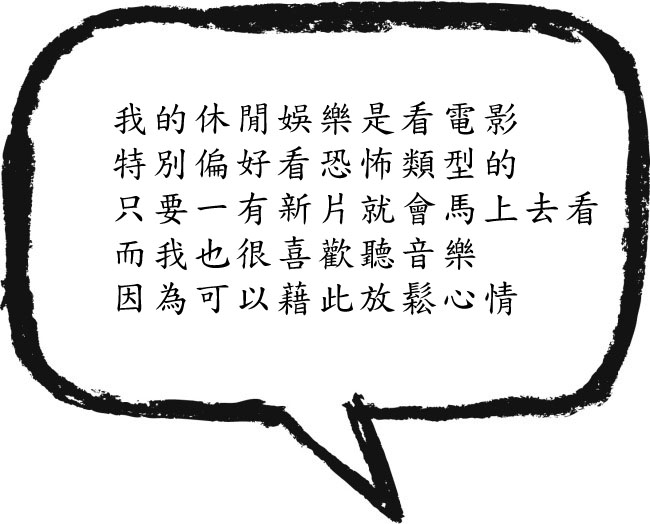 我的休閒娛樂是看電影
特別偏好看恐怖類型的
只要一有新片就會馬上去看
而我也很喜歡聽音樂
因為可以藉此放鬆心情